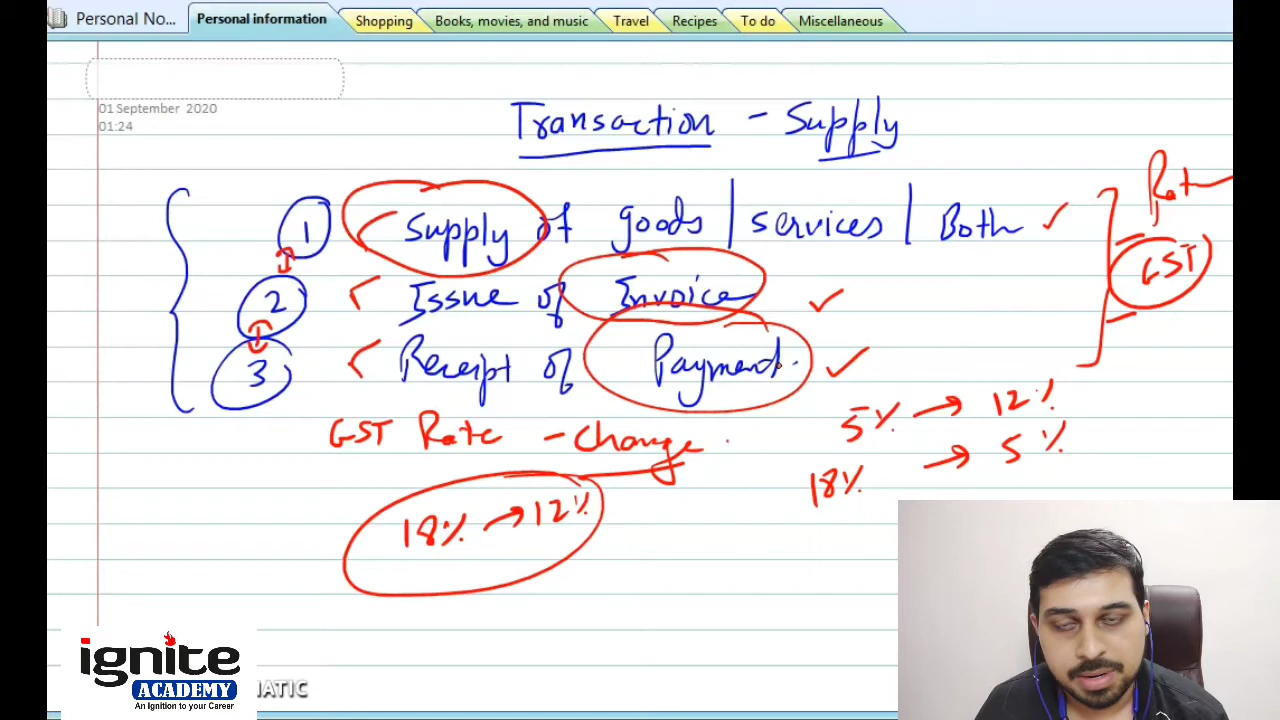 Personal No... Personal information Shopping Books, movies, and music Travel Recipes To do Miscellaneous
01 September 2020
01:24
Transaction - Supply
1 Supply of goods | services | Both
2 Issue of Invoice
3 Receipt of Payment.
Rate
GST
GST Rate - change.
5% → 12%
18% → 5%
18% → 12%
ignite
ACADEMY
MATIC
An Ignition to your Career